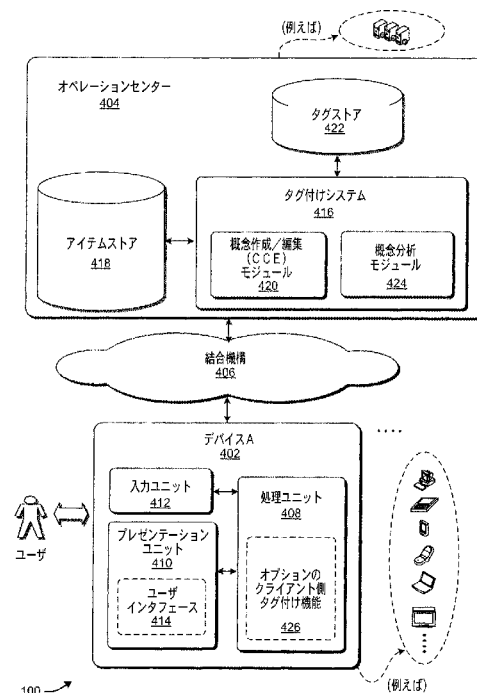 (例えば)
オペレーションセンター
404
タグストア
422
タグ付けシステム
416
アイテムストア
418
概念作成/編集
(CCE)
モジュール
420
概念分析
モジュール
424
結合機構
406
デバイスA
402
....
入力ユニット
412
処理ユニット
408
プレゼンテーション
ユニット
410
ユーザ
インタフェース
414
オプションの
クライアント側
タグ付け機能
426
ユーザ
100
(例えば)